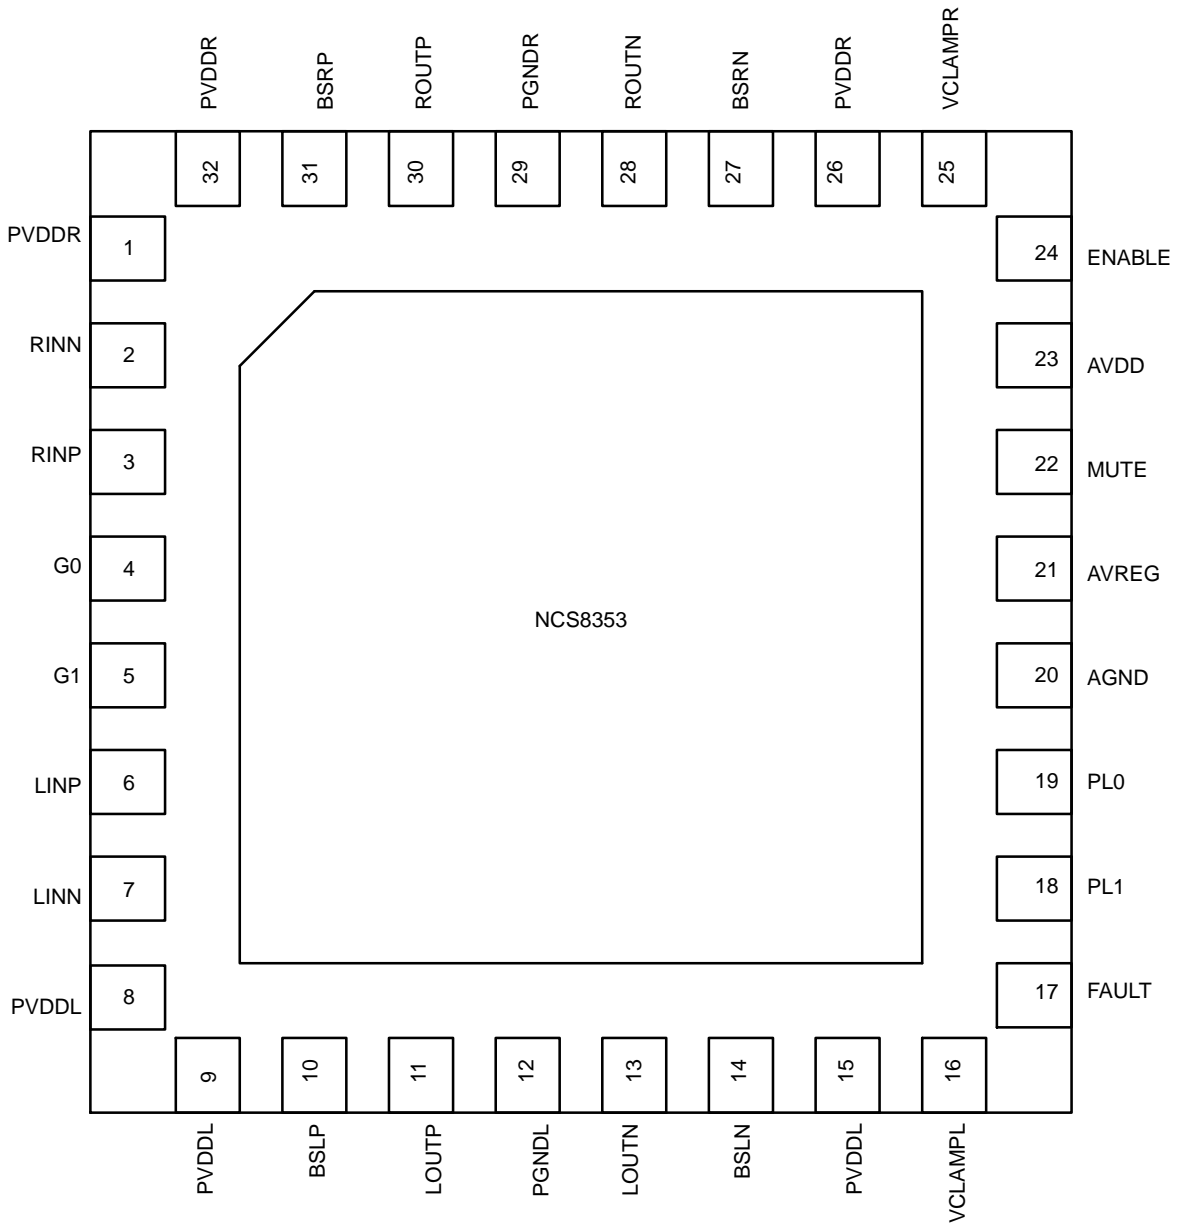 PVDDR
BSRP
ROUTP
PGNDR
ROUTN
BSRN
PVDDR
VCLAMPR
32
31
30
29
28
27
26
25
PVDDR
1
24
ENABLE
RINN
2
23
AVDD
RINP
3
22
MUTE
G0
4
21
AVREG
NCS8353
G1
5
20
AGND
LINP
6
19
PL0
LINN
7
18
PL1
PVDDL
8
17
FAULT
9
10
11
12
13
14
15
16
PVDDL
BSLP
LOUTP
PGNDL
LOUTN
BSLN
PVDDL
VCLAMPL